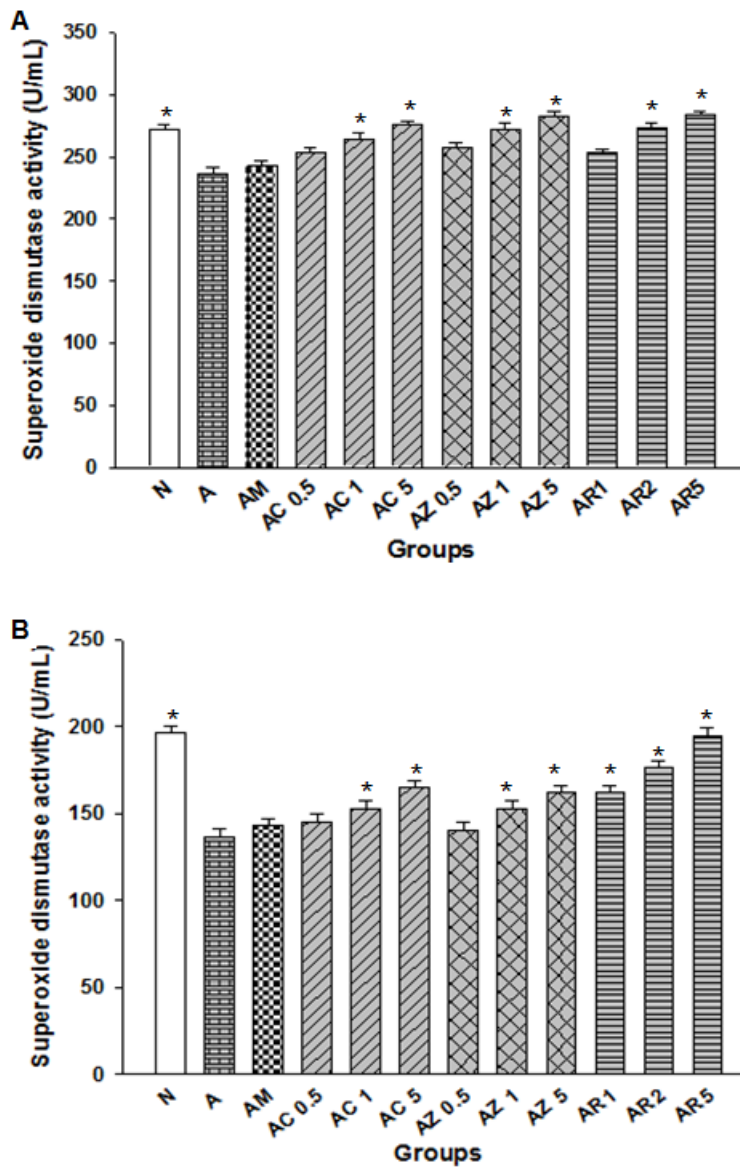 A
Superoxide dismutase activity (U/mL)
350
300
250
200
150
100
50
0
* * * * * * *
N A AM AC 0.5 AC 1 AC 5 AZ 0.5 AZ 1 AZ 5 AR1 AR2 AR5
Groups
B
Superoxide dismutase activity (U/mL)
250
200
150
100
50
0
* * * * * * * *
N A AM AC 0.5 AC 1 AC 5 AZ 0.5 AZ 1 AZ 5 AR1 AR2 AR5
Groups